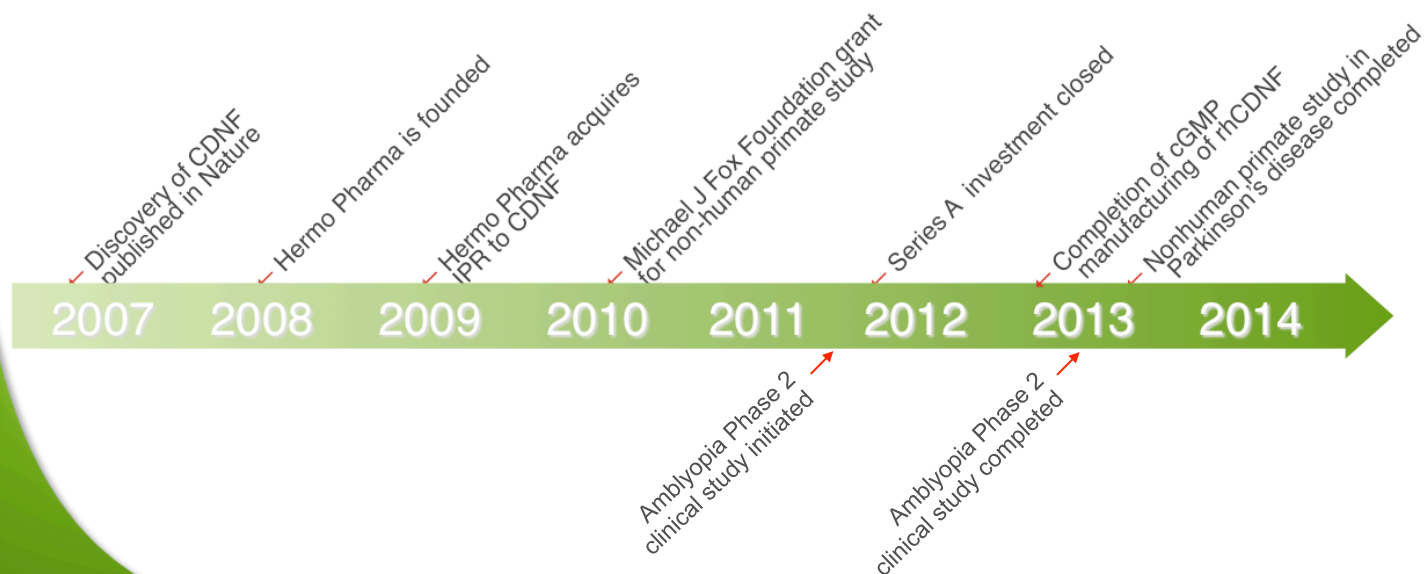 Discovery of CDNF
published in Nature
Hermo Pharma is founded
Hermo Pharma acquires
IPR to CDNF
Michael J Fox Foundation grant
for non-human primate study
Series A  investment closed
Completion of cGMP
manufacturing of rhCDNF
Nonhuman primate study in
Parkinson's disease completed
2007 2008 2009 2010 2011 2012 2013 2014
Amblyopia Phase 2
clinical study initiated
Amblyopia Phase 2
clinical study completed